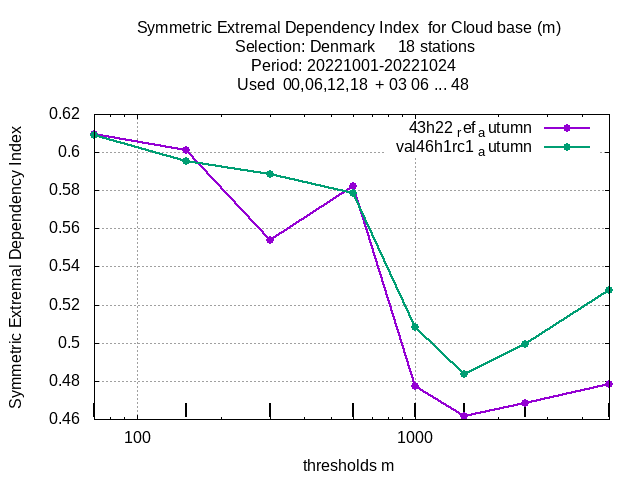 Symmetric Extremal Dependency Index for Cloud base (m)
Selection: Denmark 18 stations
Period: 20221001-20221024
Used 00,06,12,18 + 03 06 ... 48
43h22 ref a utumn
val46h1rc1 a utumn
Symmetric Extremal Dependency Index
0.62
0.6
0.58
0.56
0.54
0.52
0.5
0.48
0.46
100 1000
thresholds m